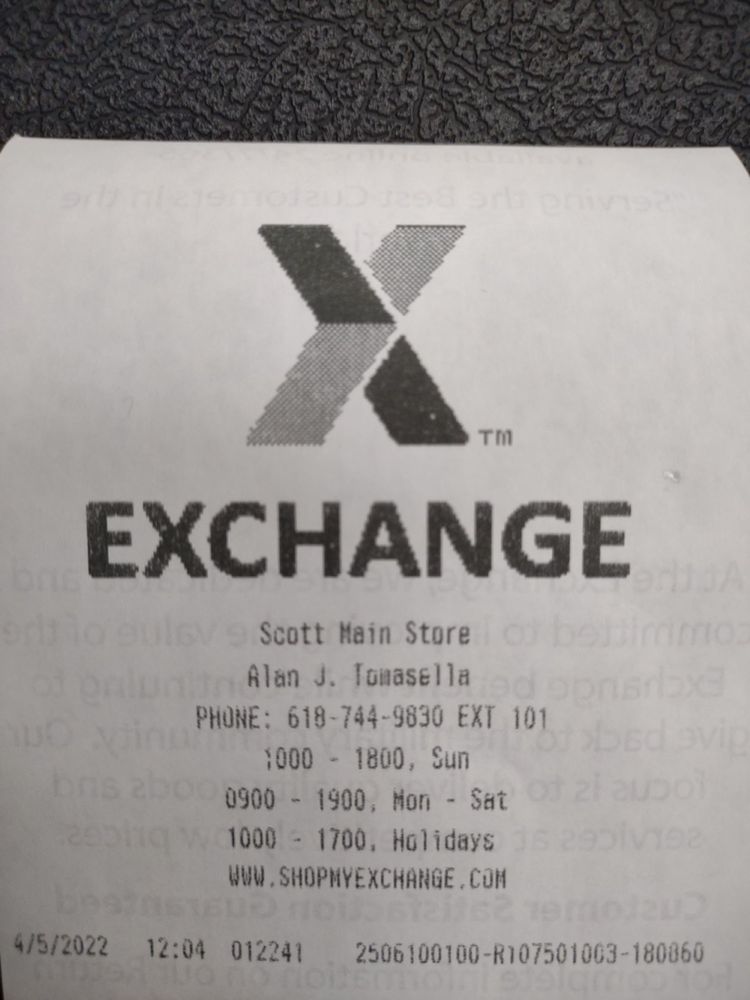 TM
EXCHANGE
Scott Main Store
Alan J. Tomasella
PHONE: 618-744-9830 EXT 101
1000 - 1800, Sun
0900 - 1900, Mon - Sat
1000 - 1700, Holidays
WWW.SHOPMYEXCHANGE.COM
4/5/2022 12:04 012241 2506100100-R107501003-180860